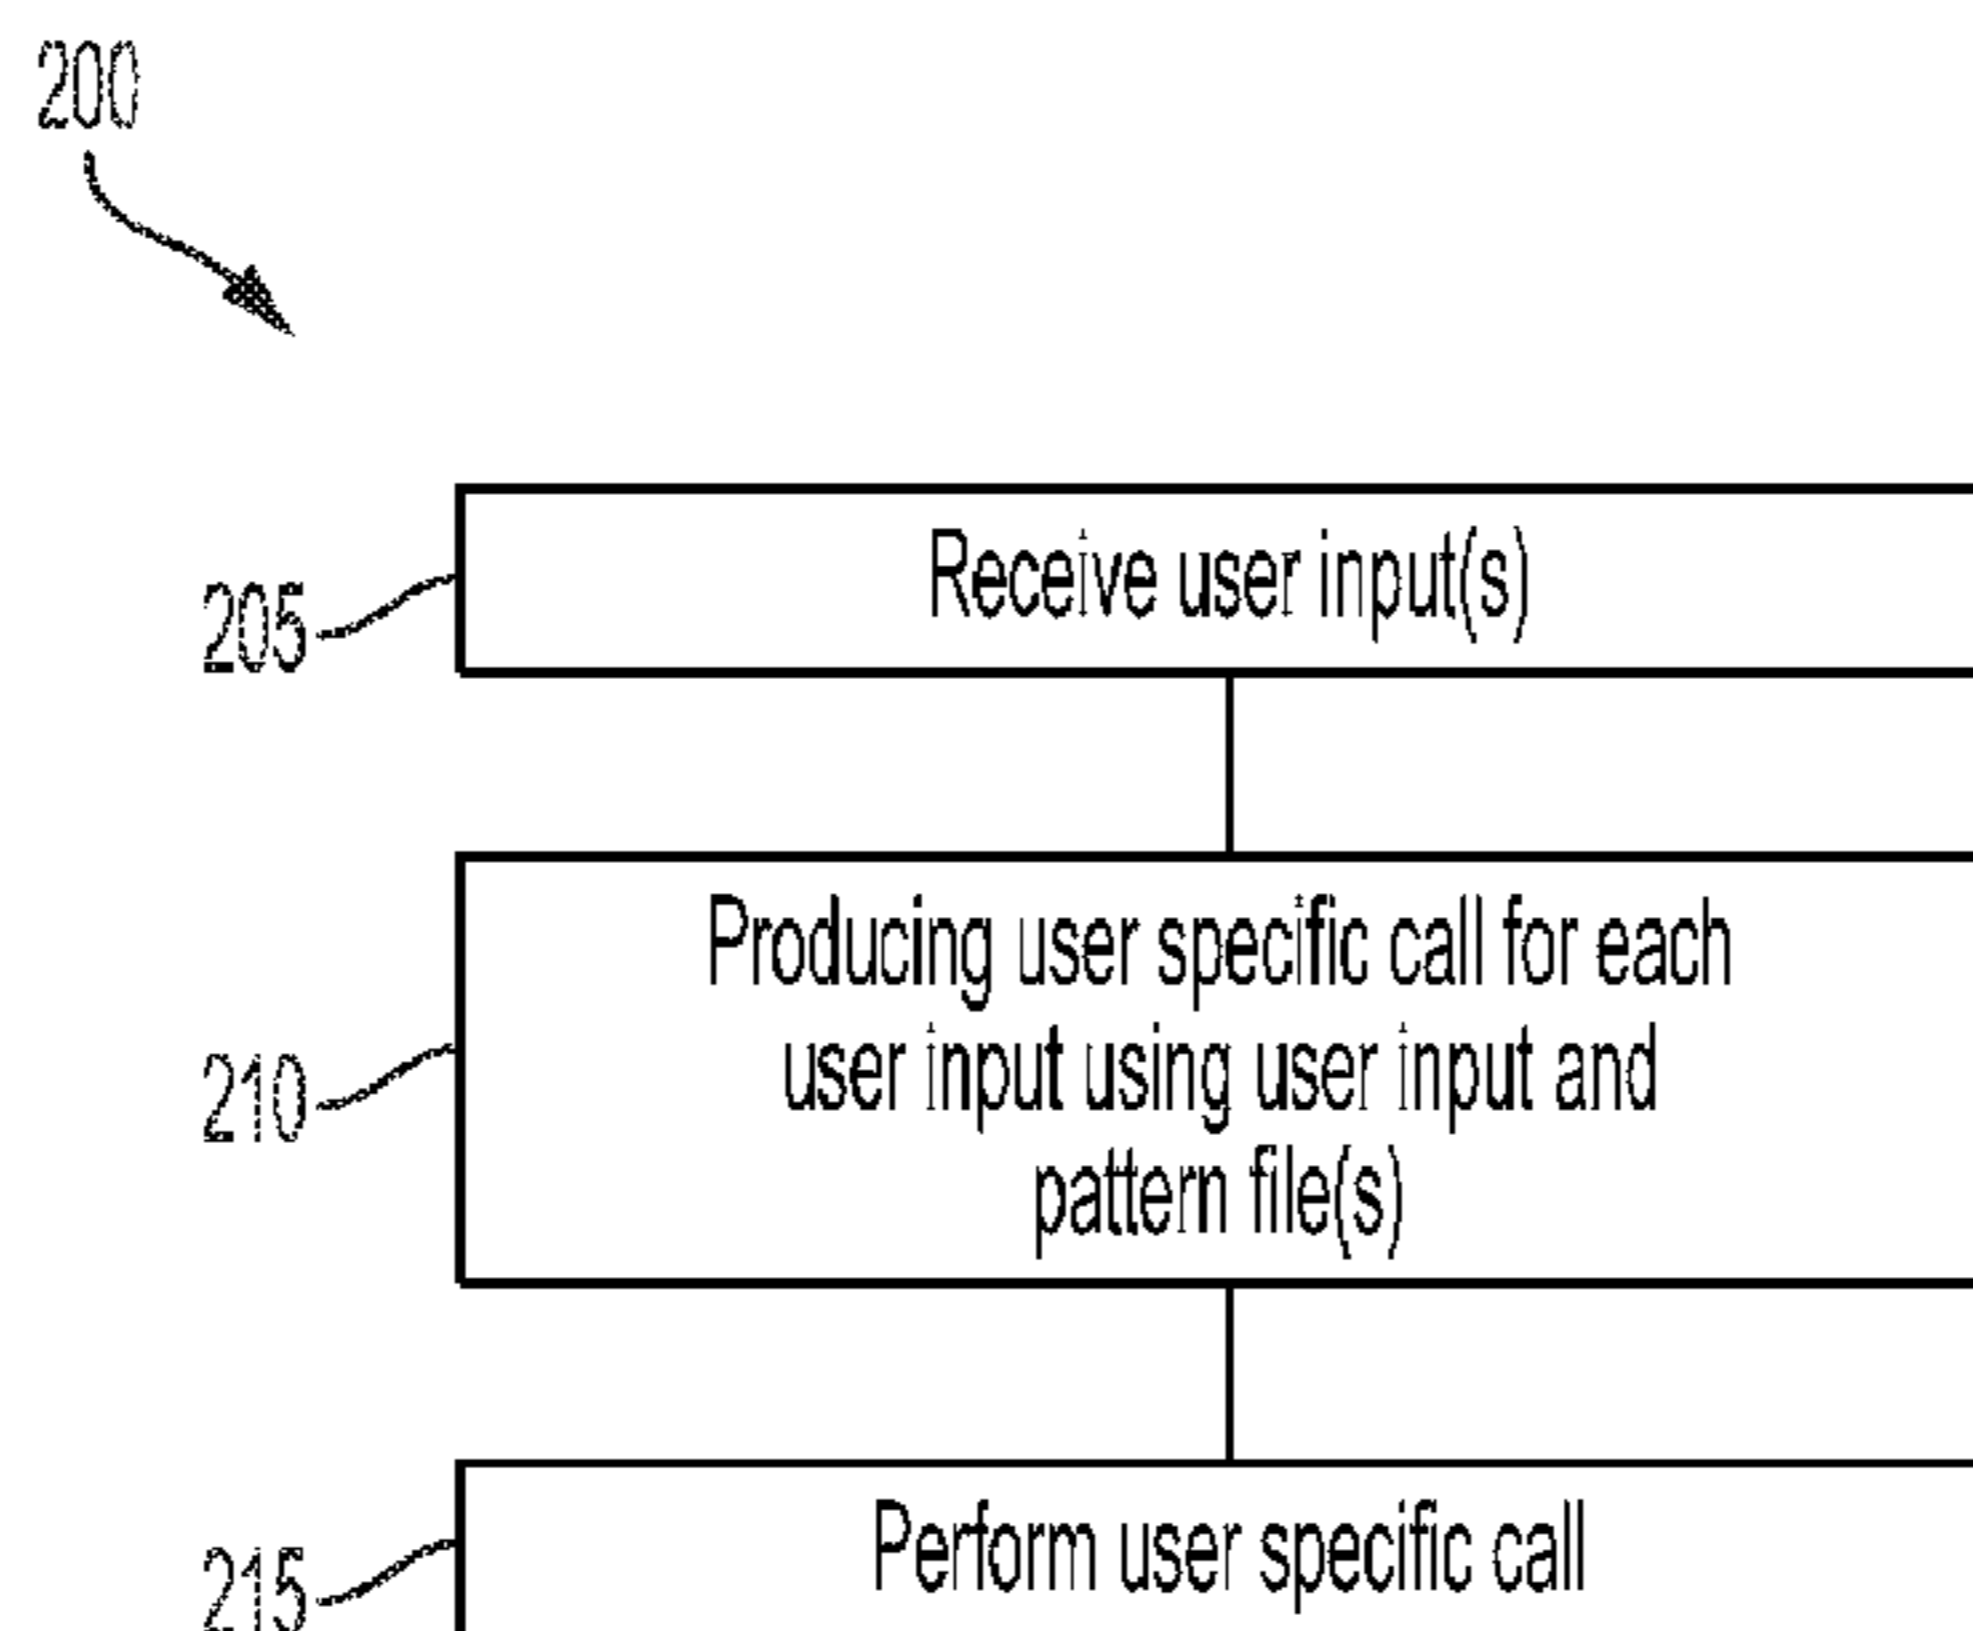 200
205
Receive user input(s)
210
Producing user specific call for each
user input using user input and
pattern file(s)
215
Perform user specific call